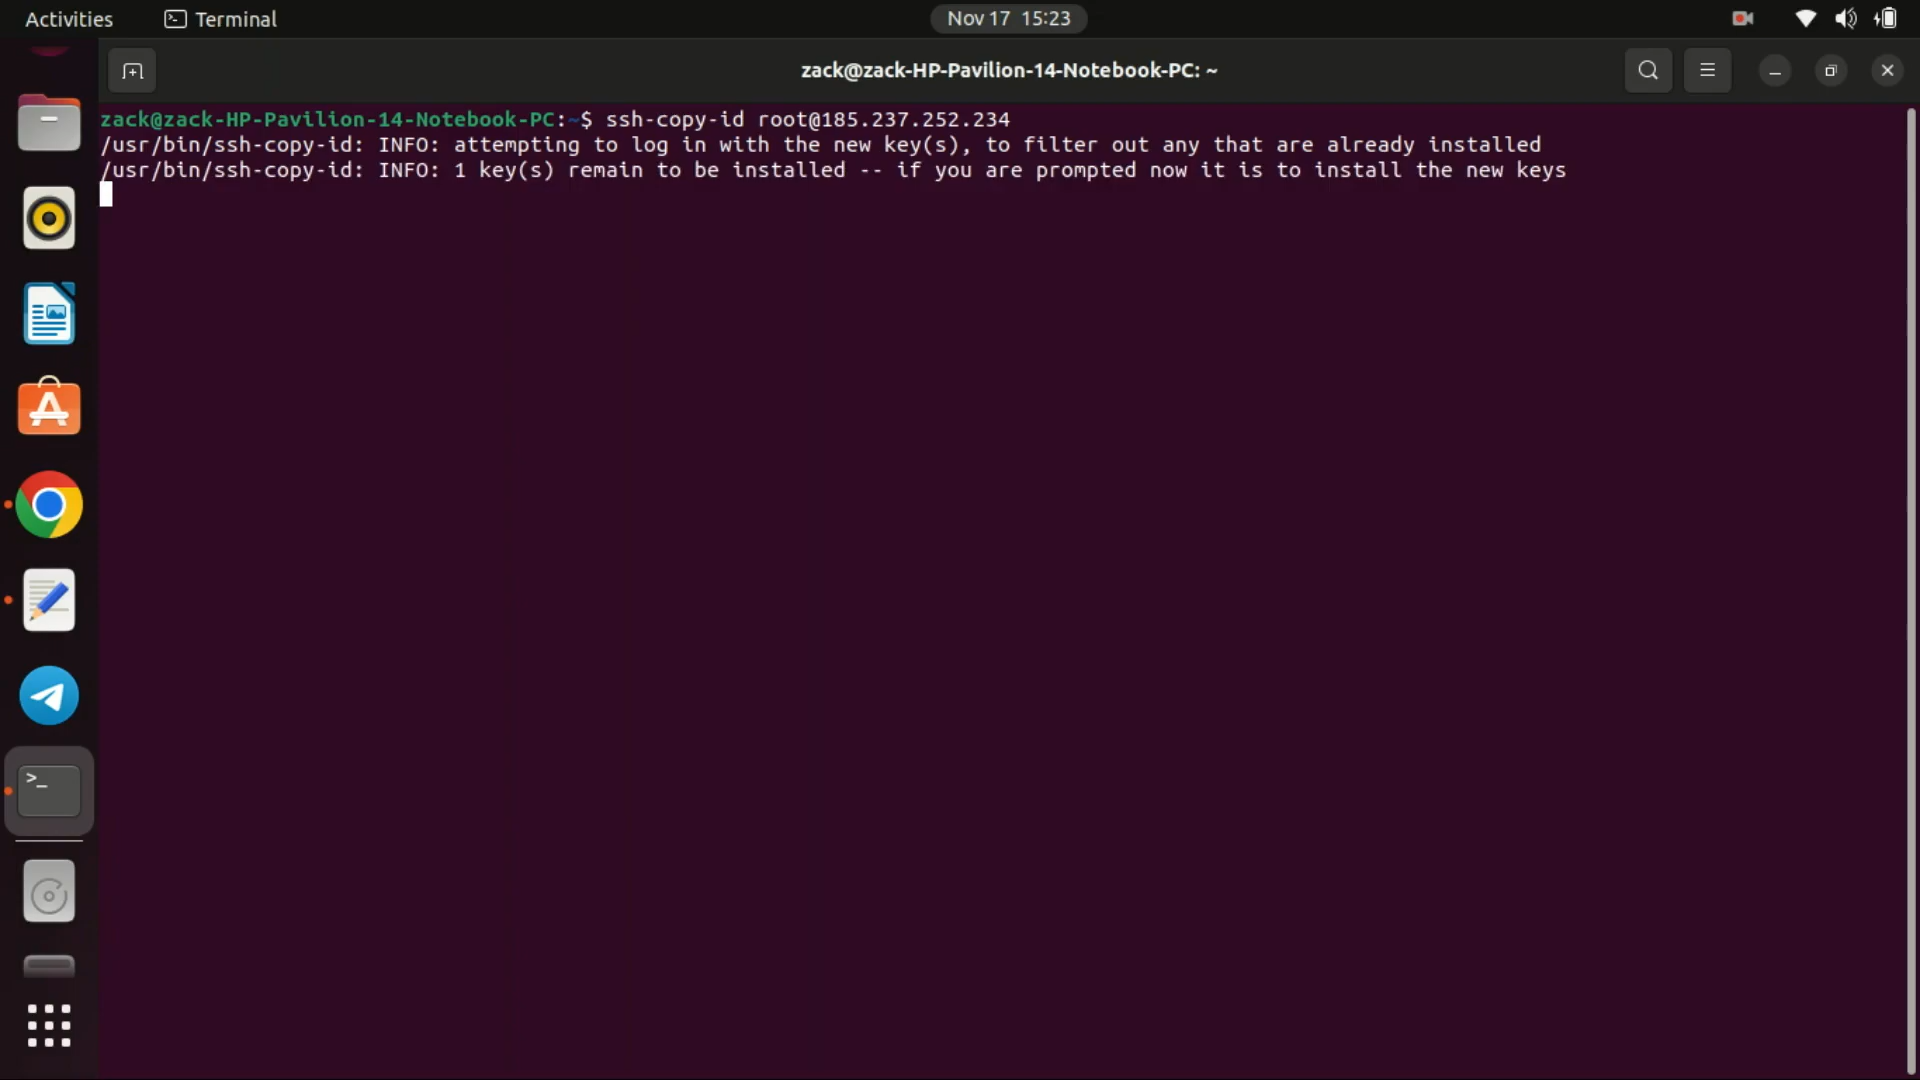 Activities
Terminal
Nov 17 15:23
zack@zack-HP-Pavilion-14-Notebook-PC: ~
zack@zack-HP-Pavilion-14-Notebook-PC:~$ ssh-copy-id root@185.237.252.234
/usr/bin/ssh-copy-id: INFO: attempting to log in with the new key(s), to filter out any that are already installed
/usr/bin/ssh-copy-id: INFO: 1 key(s) remain to be installed -- if you are prompted now it is to install the new keys